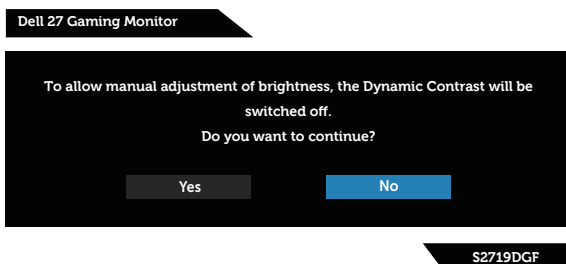 Dell 27 Gaming Monitor
To allow manual adjustment of brightness, the Dynamic Contrast will be
switched off.
Do you want to continue?
Yes
No
S2719DGF